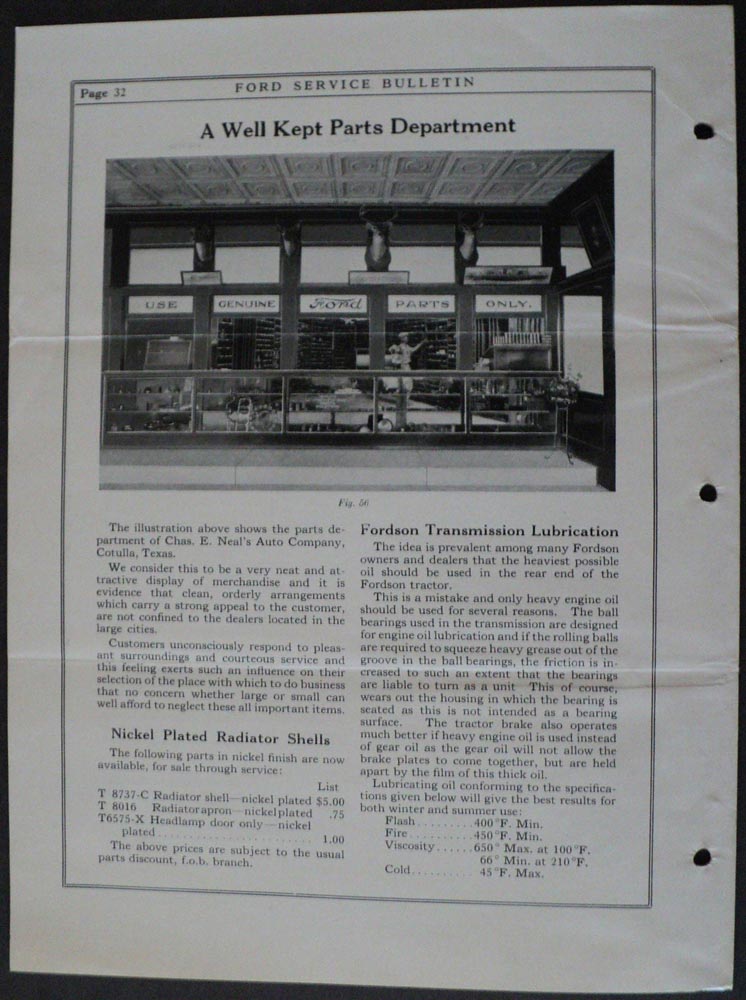 Page 32
FORD SERVICE BULLETIN
A Well Kept Parts Department
USE GENUINE Ford PARTS ONLY.
Fig. 56
The illustration above shows the parts de-
partment of Chas. E. Neal's Auto Company,
Cotulla, Texas.
We consider this to be a very neat and at-
tractive display of merchandise and it is
evidence that clean, orderly arrangements
which carry a strong appeal to the customer,
are not confined to the dealers located in the
large cities.
Customers unconsciously respond to pleas-
ant surroundings and courteous service and
this feeling exerts such an influence on their
selection of the place with which to do business
that no concern whether large or small can
well afford to neglect these all important items.
Nickel Plated Radiator Shells
The following parts in nickel finish are now
available, for sale through service:
List
T 8737-C Radiator shell—nickel plated $5.00
T 8016 Radiator apron—nickel plated .75
T6575-X Headlamp door only—nickel
plated ........................ 1.00
The above prices are subject to the usual
parts discount, f.o.b. branch.
Fordson Transmission Lubrication
The idea is prevalent among many Fordson
owners and dealers that the heaviest possible
oil should be used in the rear end of the
Fordson tractor.
This is a mistake and only heavy engine oil
should be used for several reasons. The ball
bearings used in the transmission are designed
for engine oil lubrication and if the rolling balls
are required to squeeze heavy grease out of the
groove in the ball bearings, the friction is in-
creased to such an extent that the bearings
are liable to turn as a unit This of course,
wears out the housing in which the bearing is
seated as this is not intended as a bearing
surface. The tractor brake also operates
much better if heavy engine oil is used instead
of gear oil as the gear oil will not allow the
brake plates to come together, but are held
apart by the film of this thick oil.
Lubricating oil conforming to the specifica-
tions given below will give the best results for
both winter and summer use:
Flash.........400°F. Min.
Fire..........450°F. Min.
Viscosity......650° Max. at 100°F.
66° Min. at 210°F.
Cold.......... 45°F. Max.